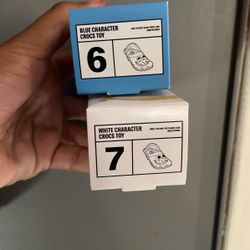 BLUE CHARACTER
CROCS TOY
6
WHITE CHARACTER
CROCS TOY
7